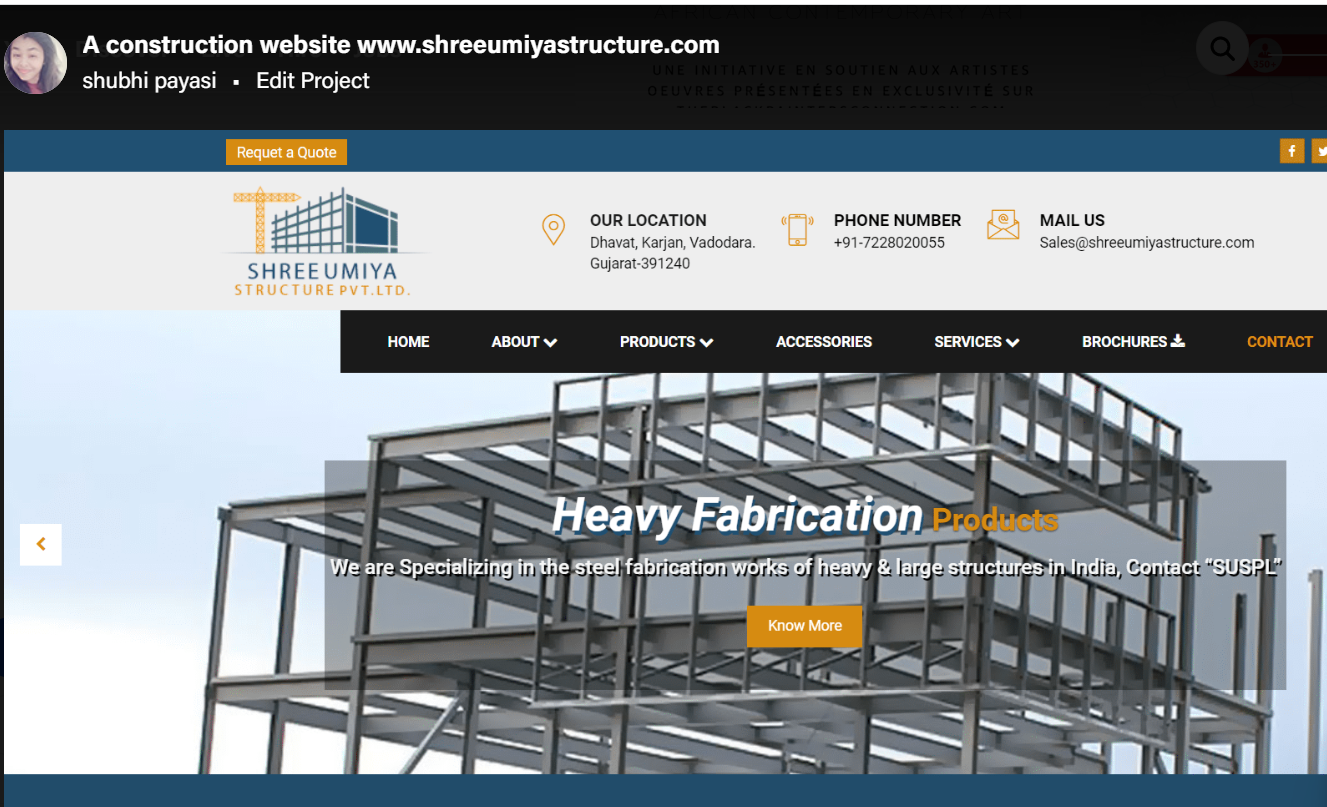 A construction website www.shreeumiyastructure.com
shubhi payasi ▪ Edit Project
UNE INITIATIVE EN SOUTIEN AUX ARTISTES
OEUVRES PRÉSENTÉES EN EXCLUSIVITÉ SUR
Requet a Quote
SHREE UMIYA
STRUCTURE PVT. LTD.
OUR LOCATION
Dhavat, Karjan, Vadodara.
Gujarat-391240
PHONE NUMBER
+91-7228020055
MAIL US
Sales@shreeumiyastructure.com
HOME ABOUT PRODUCTS ACCESSORIES SERVICES BROCHURES CONTACT
Heavy Fabrication Products
We are Specializing in the steel fabrication works of heavy & large structures in India, Contact “SUSPL”
Know More